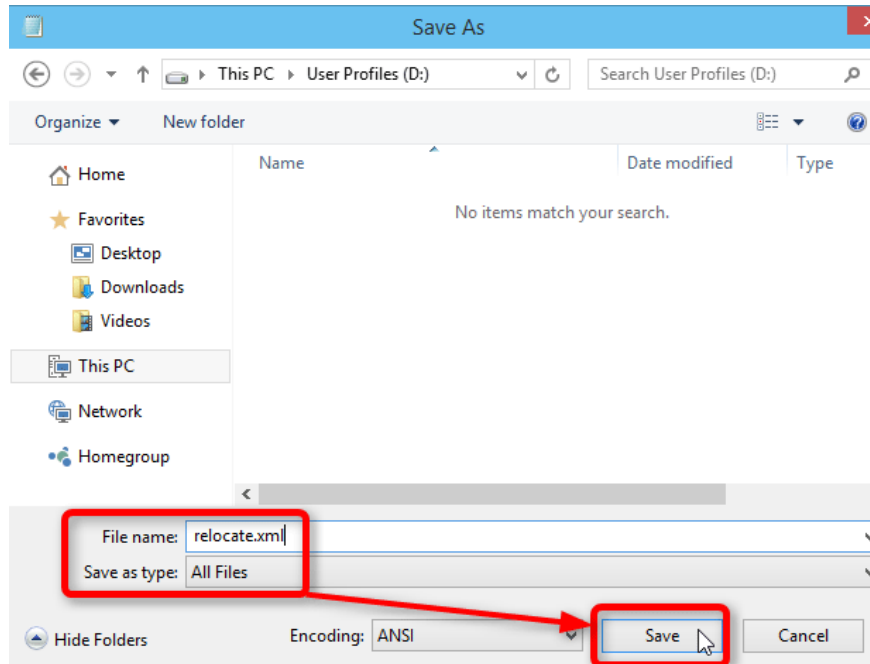 Save As
This PC User Profiles (D:) Search User Profiles (D:)
Organize New folder
Name Date modified Type
No items match your search.
Home
Favorites
Desktop
Downloads
Videos
This PC
Network
Homegroup
File name: relocate.xml
Save as type: All Files
Hide Folders Encoding: ANSI Save Cancel